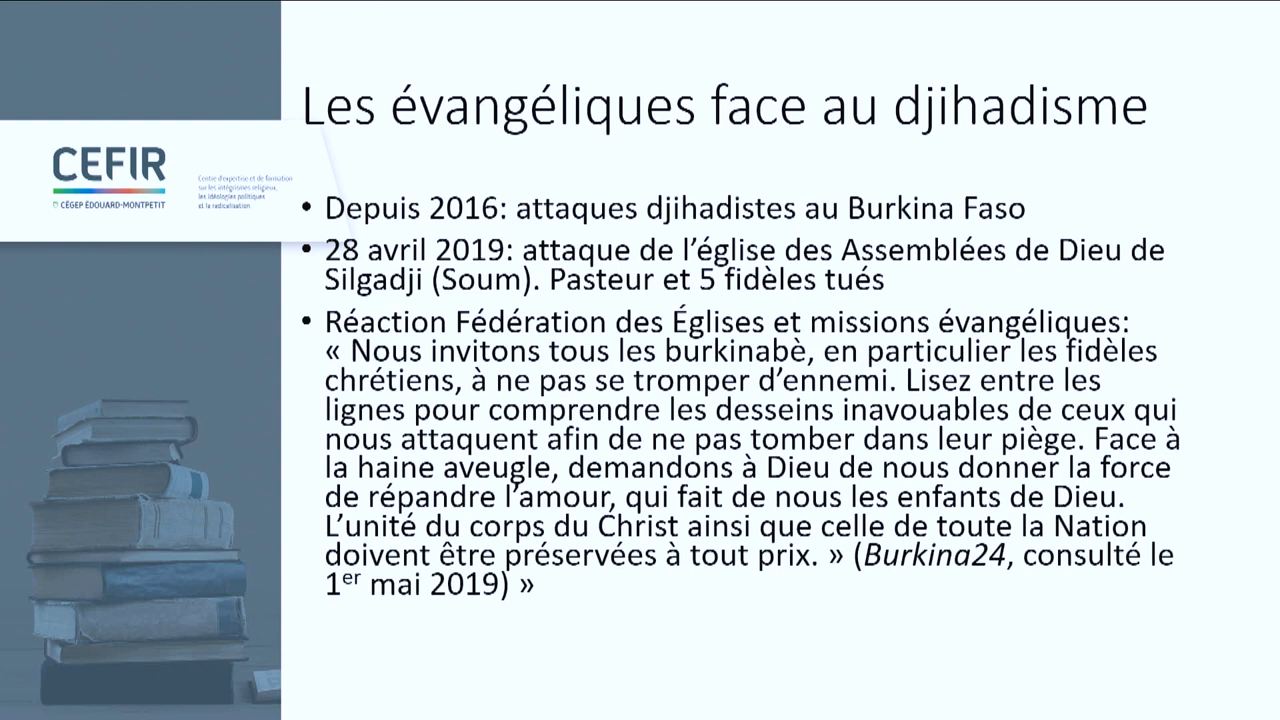 Les évangéliques face au djihadisme
CEFIR
CÉGEP ÉDOUARD-MONTPETIT
Centre d'expertise et de formation
sur les intégrismes religieux,
les idéologies politiques
et la radicalisation
• Depuis 2016: attaques djihadistes au Burkina Faso
• 28 avril 2019: attaque de l'église des Assemblées de Dieu de
Silgadji (Soum). Pasteur et 5 fidèles tués
• Réaction Fédération des Églises et missions évangéliques:
« Nous invitons tous les burkinabè, en particulier les fidèles
chrétiens, à ne pas se tromper d'ennemi. Lisez entre les
lignes pour comprendre les desseins inavouables de ceux qui
nous attaquent afin de ne pas tomber dans leur piège. Face à
la haine aveugle, demandons à Dieu de nous donner la force
de répandre l'amour, qui fait de nous les enfants de Dieu.
L'unité du corps du Christ ainsi que celle de toute la Nation
doivent être préservées à tout prix. » (Burkina24, consulté le
1er mai 2019) »